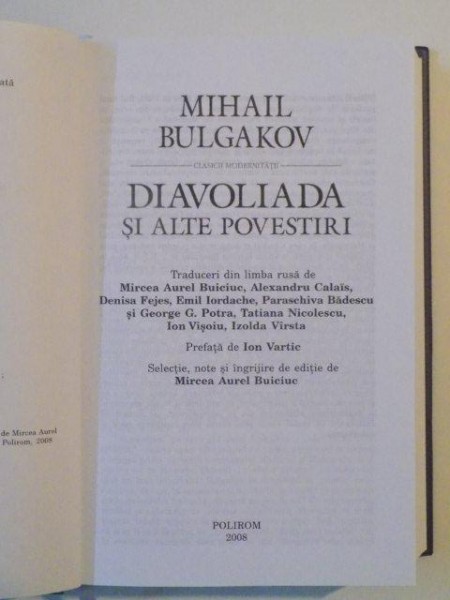 ată
de Mircea Aurel
Polirom, 2008
MIHAIL
BULGAKOV
CLASICII MODERNITĂȚII
DIAVOLIADA
ȘI ALTE POVESTIRI
Traduceri din limba rusă de
Mircea Aurel Buiciuc, Alexandru Calaïs,
Denisa Fejes, Emil Iordache, Paraschiva Bădescu
și George G. Potra, Tatiana Nicolescu,
Ion Vișoiu, Izolda Vîrsta
Prefață de Ion Vartic
Selecție, note și îngrijire de ediție de
Mircea Aurel Buiciuc
POLIROM
2008